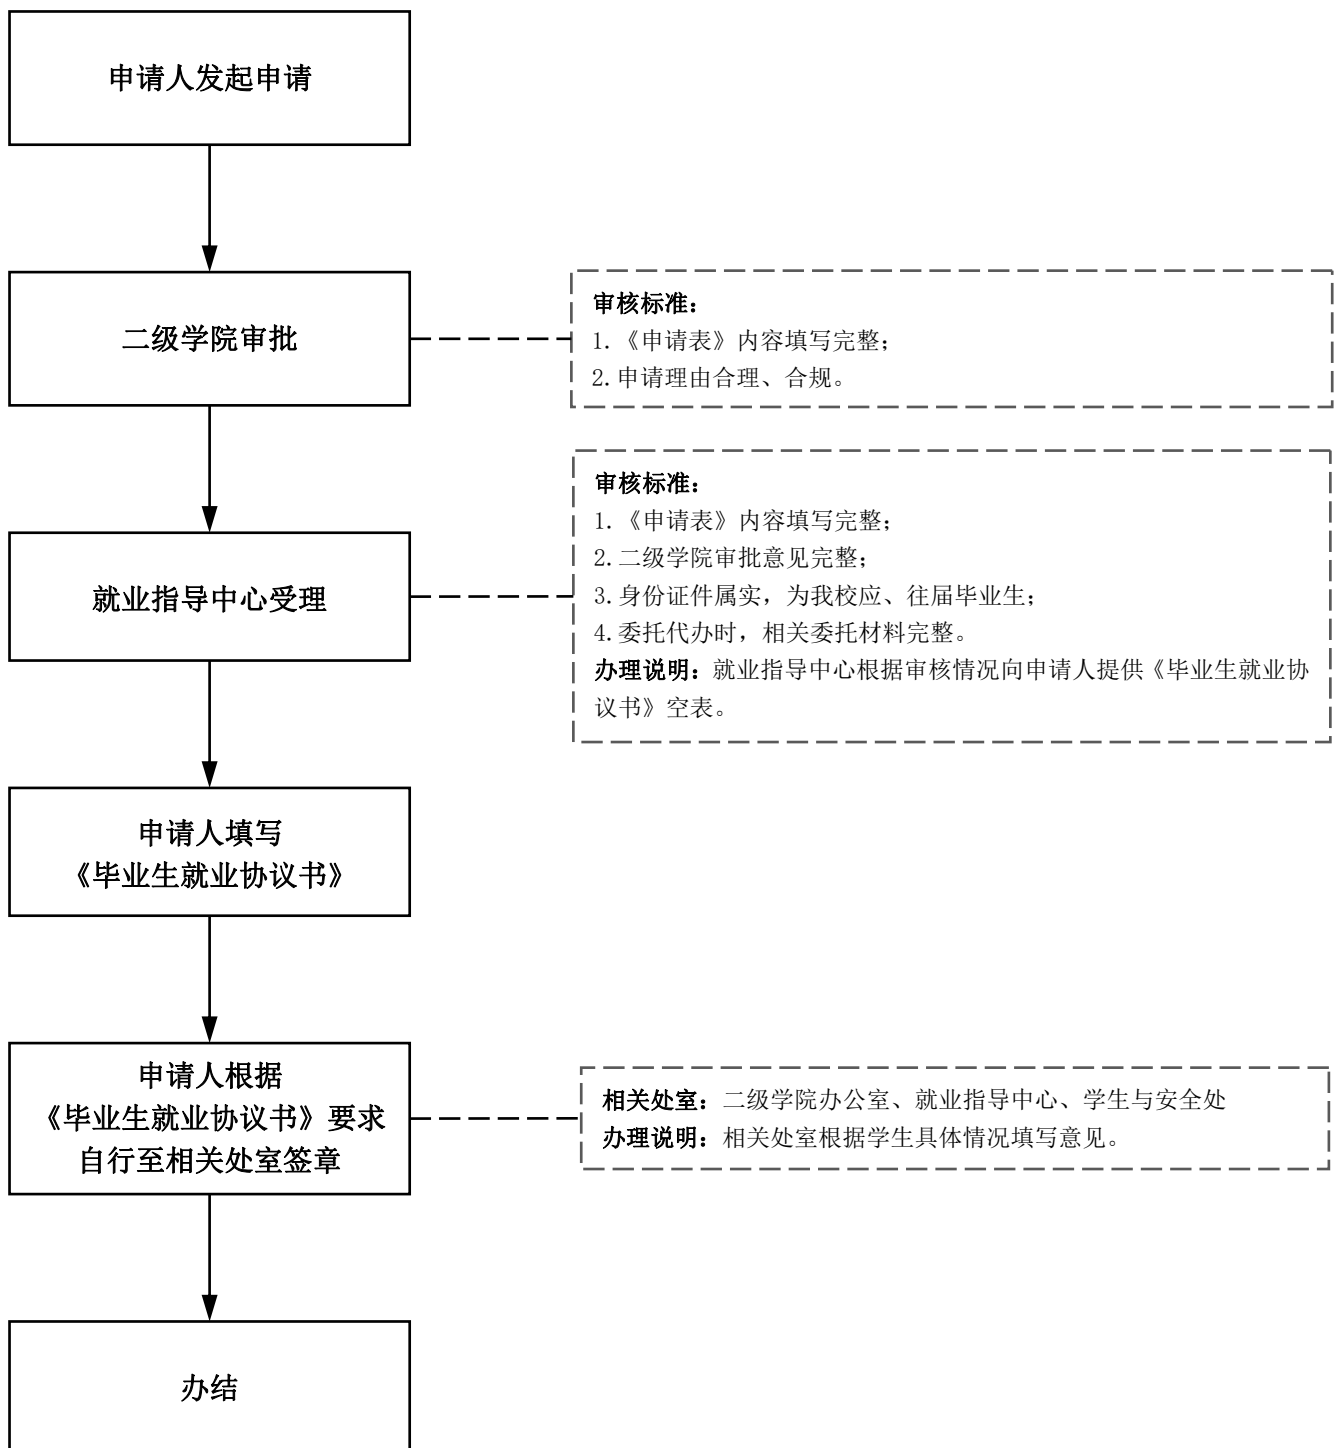 申请人发起申请
二级学院审批
审核标准：
1.《申请表》内容填写完整；
2.申请理由合理、合规。
就业指导中心受理
审核标准：
1.《申请表》内容填写完整；
2.二级学院审批意见完整；
3.身份证件属实，为我校应、往届毕业生；
4.委托代办时，相关委托材料完整。
办理说明：就业指导中心根据审核情况向申请人提供《毕业生就业协
议书》空表。
申请人填写
《毕业生就业协议书》
申请人根据
《毕业生就业协议书》要求
自行至相关处室签章
相关处室：二级学院办公室、就业指导中心、学生与安全处
办理说明：相关处室根据学生具体情况填写意见。
办结